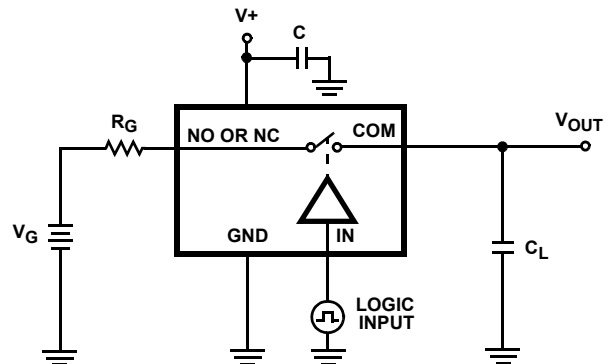 V+
C
RG
NO OR NC
COM
VOUT
VG
GND
IN
CL
LOGIC
INPUT